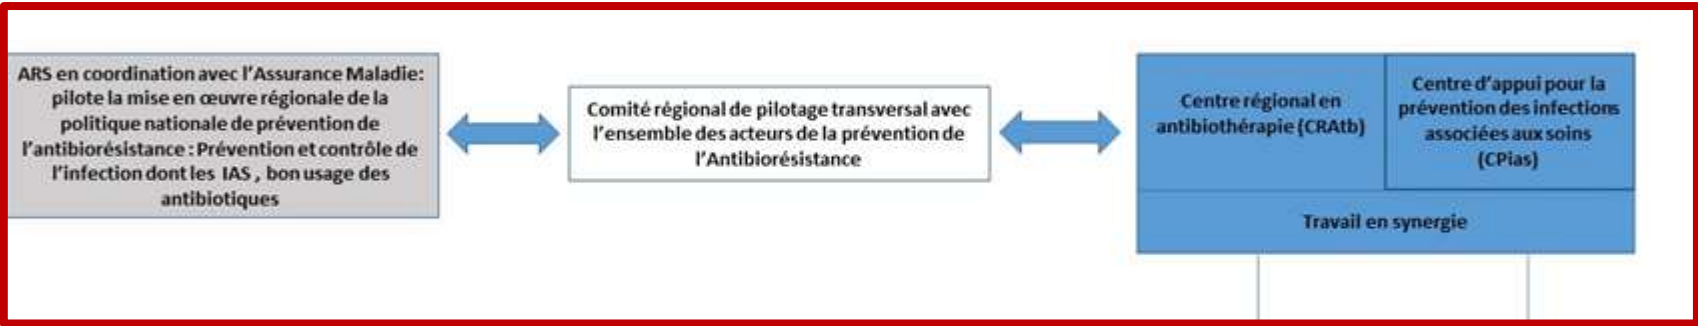 ARS en coordination avec l’Assurance Maladie:
pilote la mise en œuvre régionale de la
politique nationale de prévention de
l’antibiorésistance : Prévention et contrôle de
l’infection dont les IAS , bon usage des
antibiotiques
Comité régional de pilotage transversal avec
l’ensemble des acteurs de la prévention de
l’Antibiorésistance
Centre régional en
antibiothérapie (CRAtb)
Centre d’appui pour la
prévention des infections
associées aux soins
(CPias)
Travail en synergie